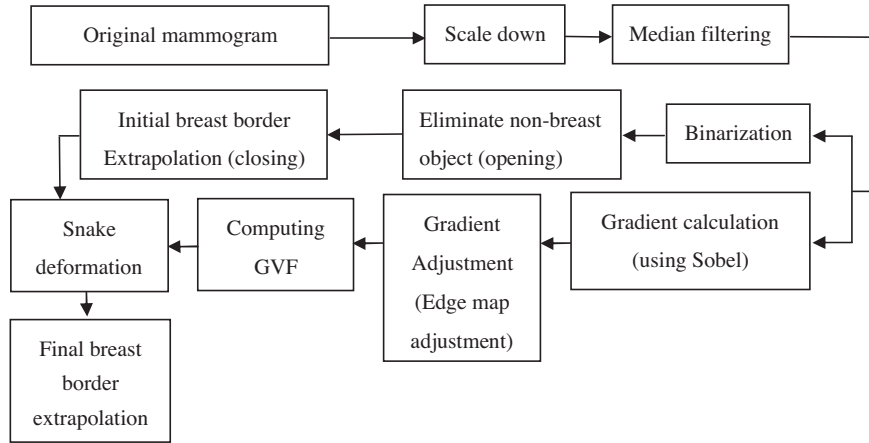 Original mammogram
Scale down
Median filtering
Initial breast border
Extrapolation (closing)
Eliminate non-breast
object (opening)
Binarization
Snake
deformation
Computing
GVF
Gradient
Adjustment
(Edge map
adjustment)
Gradient calculation
(using Sobel)
Final breast
border
extrapolation